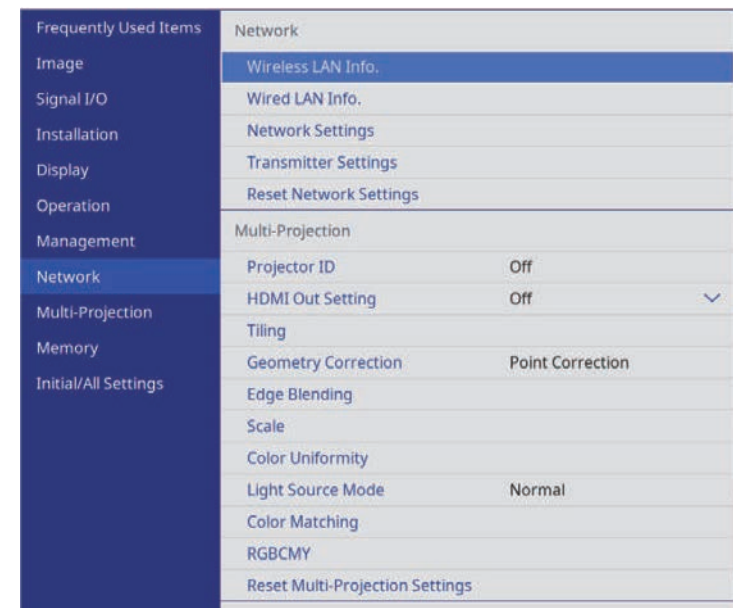 Frequently Used Items
Image
Signal I/O
Installation
Display
Operation
Management
Network
Multi-Projection
Memory
Initial/All Settings
Network
Wireless LAN Info.
Wired LAN Info.
Network Settings
Transmitter Settings
Reset Network Settings
Multi-Projection
Projector ID Off
HDMI Out Setting Off
Tiling
Geometry Correction Point Correction
Edge Blending
Scale
Color Uniformity
Light Source Mode Normal
Color Matching
RGBCMY
Reset Multi-Projection Settings